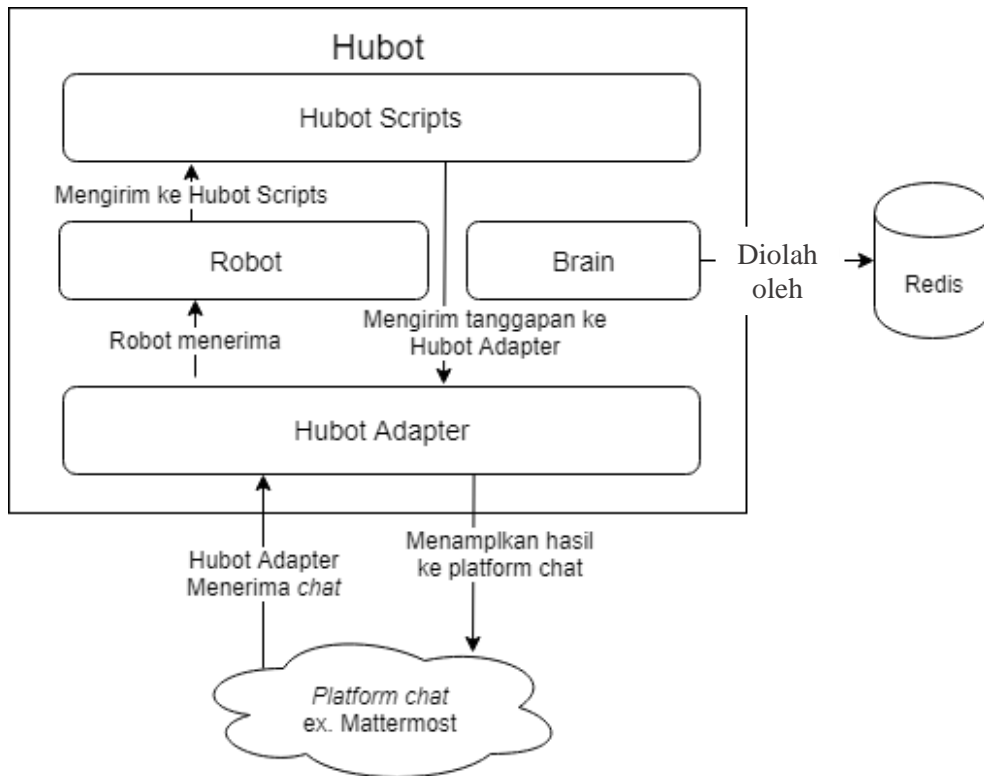 Hubot
Hubot Scripts
Mengirim ke Hubot Scripts
Robot
Brain
Diolah
oleh
Redis
Robot menerima
Mengirim tanggapan ke
Hubot Adapter
Hubot Adapter
Hubot Adapter
Menerima chat
Menamplkan hasil
ke platform chat
Platform chat
ex. Mattermost